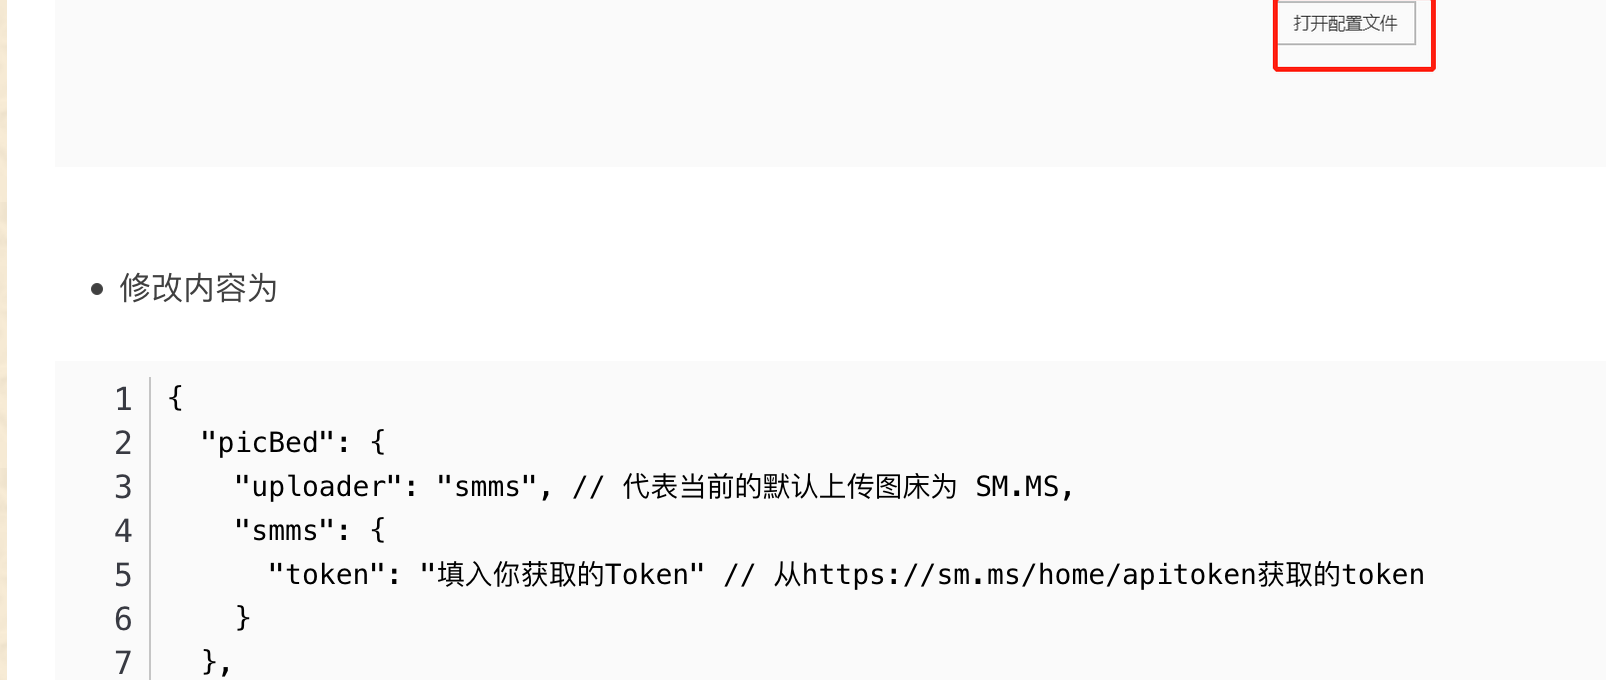 打开配置文件
• 修改内容为
1 {
2   "picBed": {
3     "uploader": "smms", // 代表当前的默认上传图床为 SM.MS,
4     "smms": {
5       "token": "填入你获取的Token" // 从https://sm.ms/home/apitoken获取的token
6     }
7   },